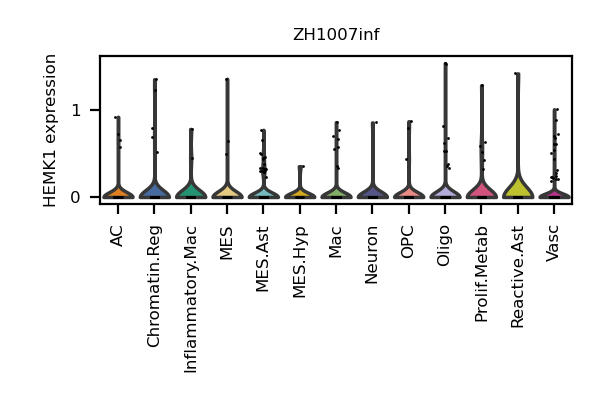 ZH1007inf
HEMK1 expression
1
0
AC
Chromatin.Reg
Inflammatory.Mac
MES
MES.Ast
MES.Hyp
Mac
Neuron
OPC
Oligo
Prolif.Metab
Reactive.Ast
Vasc